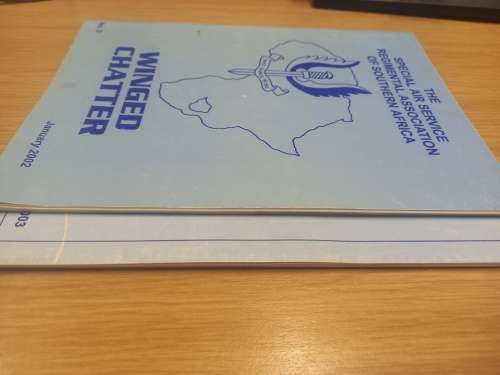 THE
SPECIAL AIR SERVICE
REGIMENTAL ASSOCIATION
OF SOUTHERN AFRICA
WINGED
CHATTER
January 2002
003